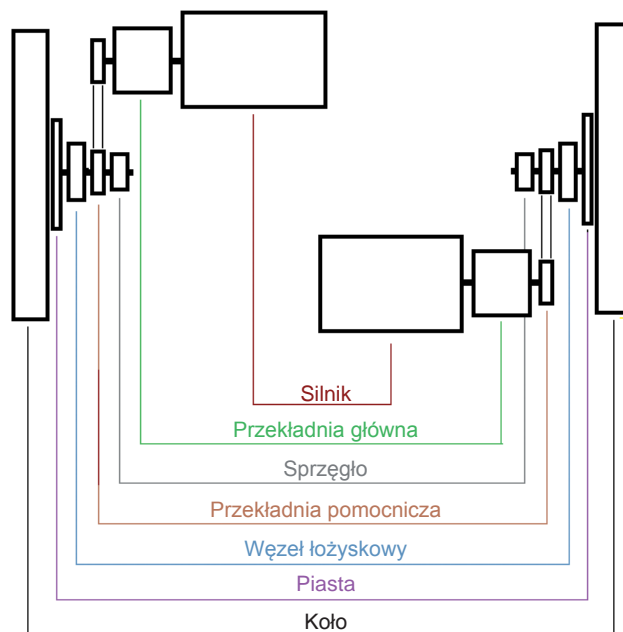 Silnik
Przekładnia główna
Sprzęgło
Przekładnia pomocnicza
Węzeł łożyskowy
Piasta
Koło